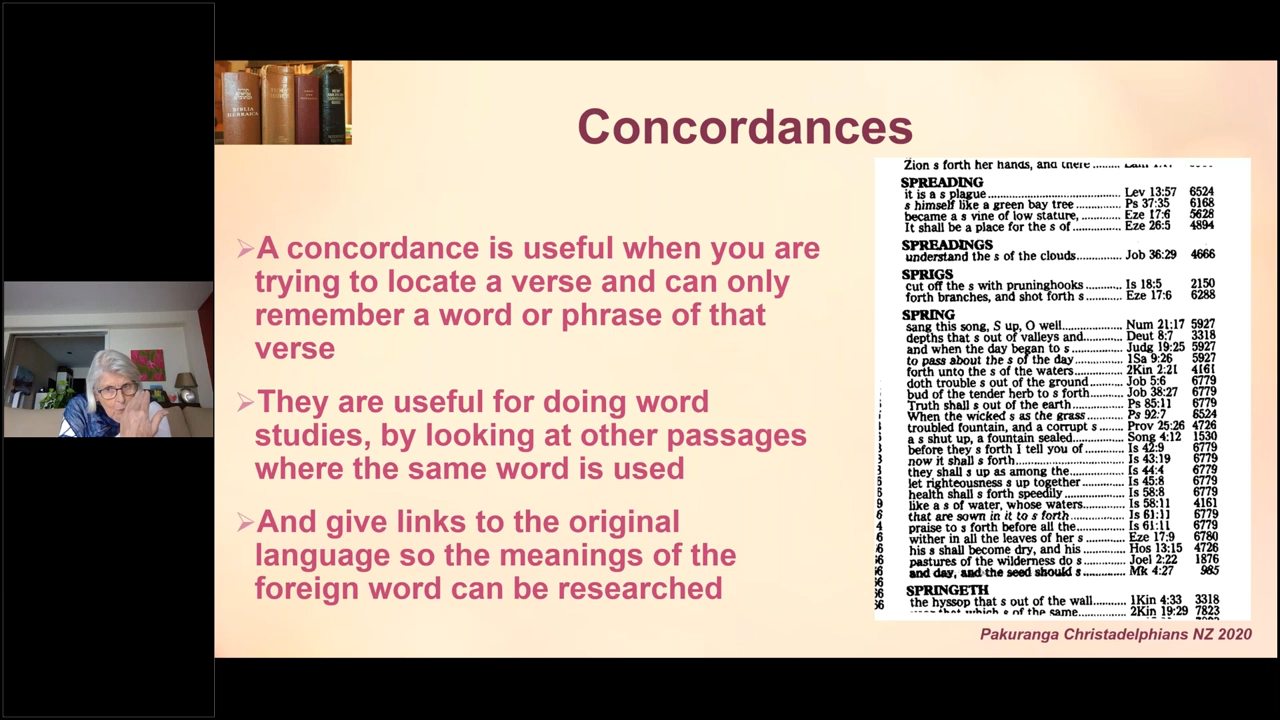 BIBLIA
HEBRAICA
Concordances
A concordance is useful when you are
trying to locate a verse and can only
remember a word or phrase of that
verse
They are useful for doing word
studies, by looking at other passages
where the same word is used
And give links to the original
language so the meanings of the
foreign word can be researched
Zion s forth her hands, and there
SPREADING
it is a s plague .......... Lev 13:57 6524
s himself like a green bay tree .......... Ps 37:35 6168
became a s vine of low stature, .......... Eze 17:6 5628
It shall be a place for the s of .......... Eze 26:5 4894
SPREADINGS
understand the s of the clouds .......... Job 36:29 4666
SPRIGS
cut off the s with pruninghooks .......... Is 18:5 2150
forth branches, and shot forth s .......... Eze 17:6 6288
SPRING
sang this song, S up, O well .......... Num 21:17 5927
depths that s out of valleys and .......... Deut 8:7 3318
and when the day began to s .......... Judg 19:25 5927
to pass about the s of the day .......... 1Sa 9:26 5927
forth unto the s of the waters .......... 2Kin 2:21 4161
doth trouble s out of the ground .......... Job 5:6 6779
bud of the tender herb to s forth .......... Job 38:27 6779
Truth shall s out of the earth .......... Ps 85:11 6779
When the wicked s as the grass .......... Ps 92:7 6524
troubled fountain, and a corrupt s .......... Prov 25:26 4726
a s shut up, a fountain sealed .......... Song 4:12 1530
before they s forth I tell you of .......... Is 42:9 6779
now it shall s forth .......... Is 43:19 6779
they shall s up as among the .......... Is 44:4 6779
let righteousness s up together .......... Is 45:8 6779
health shall s forth speedily .......... Is 58:8 6779
like a s of water, whose waters .......... Is 58:11 4161
that are sown in it to s forth .......... Is 61:11 6779
praise to s forth before all the .......... Is 61:11 6779
wither in all the leaves of her s .......... Eze 17:9 6780
his s shall become dry, and his .......... Hos 13:15 4726
pastures of the wilderness do s .......... Joel 2:22 1876
and day, and the seed should s .......... Mk 4:27 985
SPRINGETH
the hyssop that s out of the wall .......... 1Kin 4:33 3318
that which s of the same .......... 2Kin 19:29 7823
Pakuranga Christadelphians NZ 2020